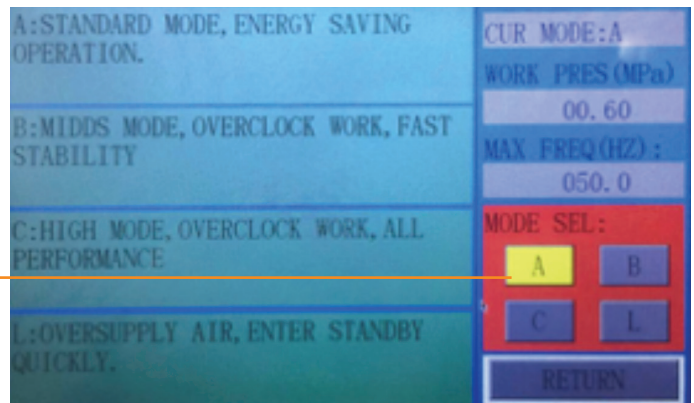 A:STANDARD MODE, ENERGY SAVING
OPERATION.
B:MIDDS MODE, OVERCLOCK WORK, FAST
STABILITY
C:HIGH MODE, OVERCLOCK WORK, ALL
PERFORMANCE
L:OVERSUPPLY AIR, ENTER STANDBY
QUICKLY.
CUR MODE:A
WORK PRES(MPa)
00.60
MAX FREQ(HZ):
050.0
MODE SEL:
A B
C L
RETURN